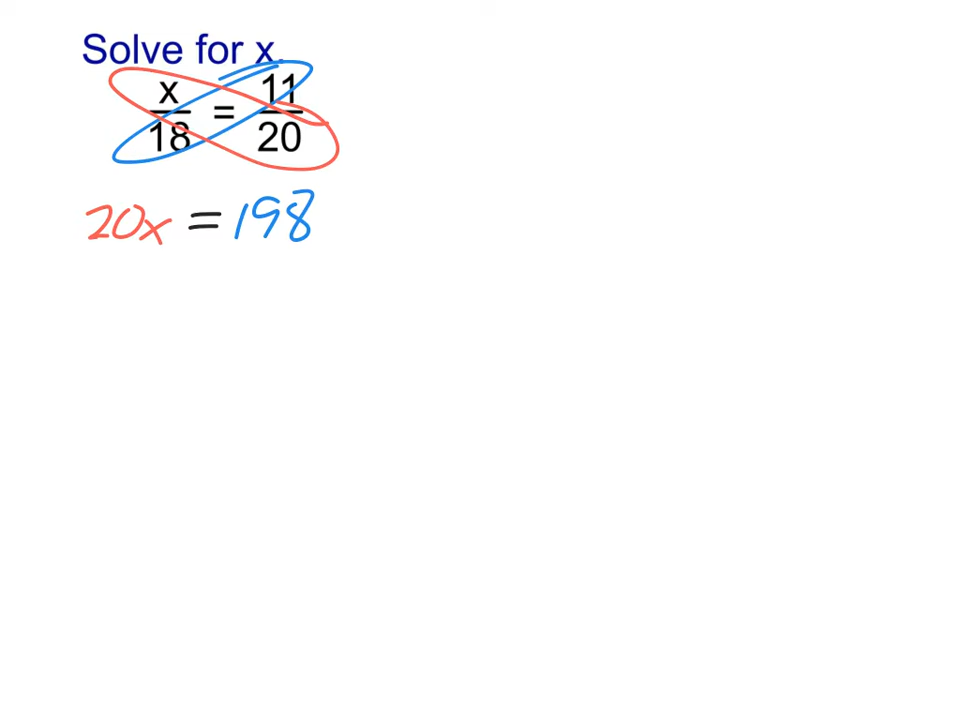 Solve for x.
x/18 = 11/20
20x = 198